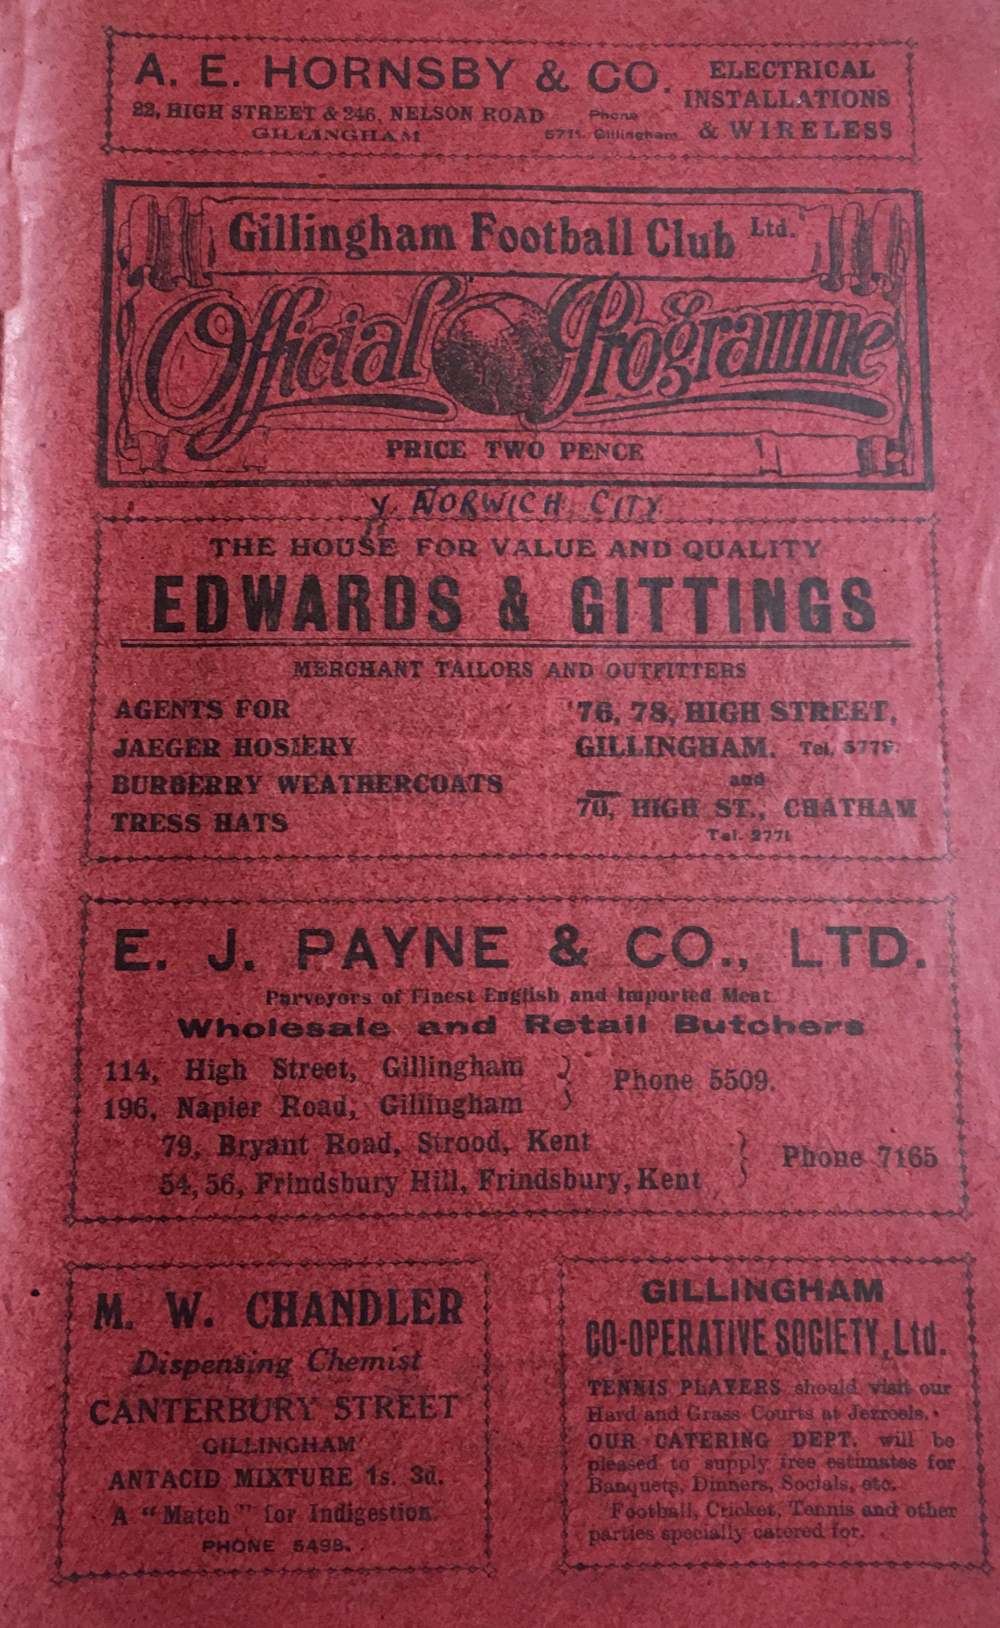 A. E. HORNSBY & CO.
22, HIGH STREET & 246, NELSON ROAD
GILLINGHAM
Phone
5771. Gillingham
ELECTRICAL
INSTALLATIONS
& WIRELESS
Gillingham Football Club Ltd.
Official Programme
PRICE TWO PENCE
V. NORWICH CITY
THE HOUSE FOR VALUE AND QUALITY
EDWARDS & GITTINGS
MERCHANT TAILORS AND OUTFITTERS
AGENTS FOR
JAEGER HOSIERY
BURBERRY WEATHERCOATS
TRESS HATS
76, 78, HIGH STREET,
GILLINGHAM. Tel. 5779.
and
70, HIGH ST., CHATHAM
Tel. 2771
E. J. PAYNE & CO., LTD.
Purveyors of Finest English and Imported Meat.
Wholesale and Retail Butchers
114, High Street, Gillingham
196, Napier Road, Gillingham
Phone 5509.
79, Bryant Road, Strood, Kent
54, 56, Frindsbury Hill, Frindsbury, Kent
Phone 7165
M. W. CHANDLER
Dispensing Chemist
CANTERBURY STREET
GILLINGHAM
ANTACID MIXTURE 1s. 3d.
A "Match" for Indigestion
PHONE 5498.
GILLINGHAM
CO-OPERATIVE SOCIETY, Ltd.
TENNIS PLAYERS should visit our
Hard and Grass Courts at Jezreels.
OUR CATERING DEPT. will be
pleased to supply free estimates for
Banquets, Dinners, Socials, etc.
Football, Cricket, Tennis and other
parties specially catered for.